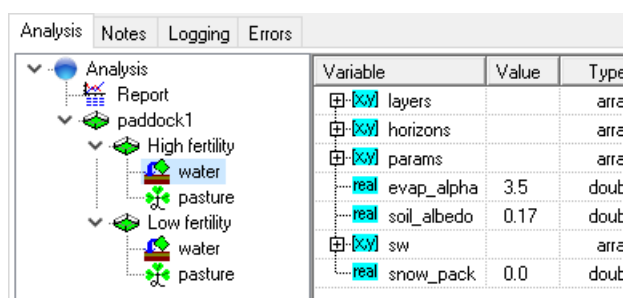 Analysis Notes Logging Errors
Analysis
Report
paddock1
High fertility
water
pasture
Low fertility
water
pasture
Variable Value Type
[x,y] layers arra
[x,y] horizons arra
[x,y] params arra
real evap_alpha 3.5 doub
real soil_albedo 0.17 doub
[x,y] sw arra
real snow_pack 0.0 doub